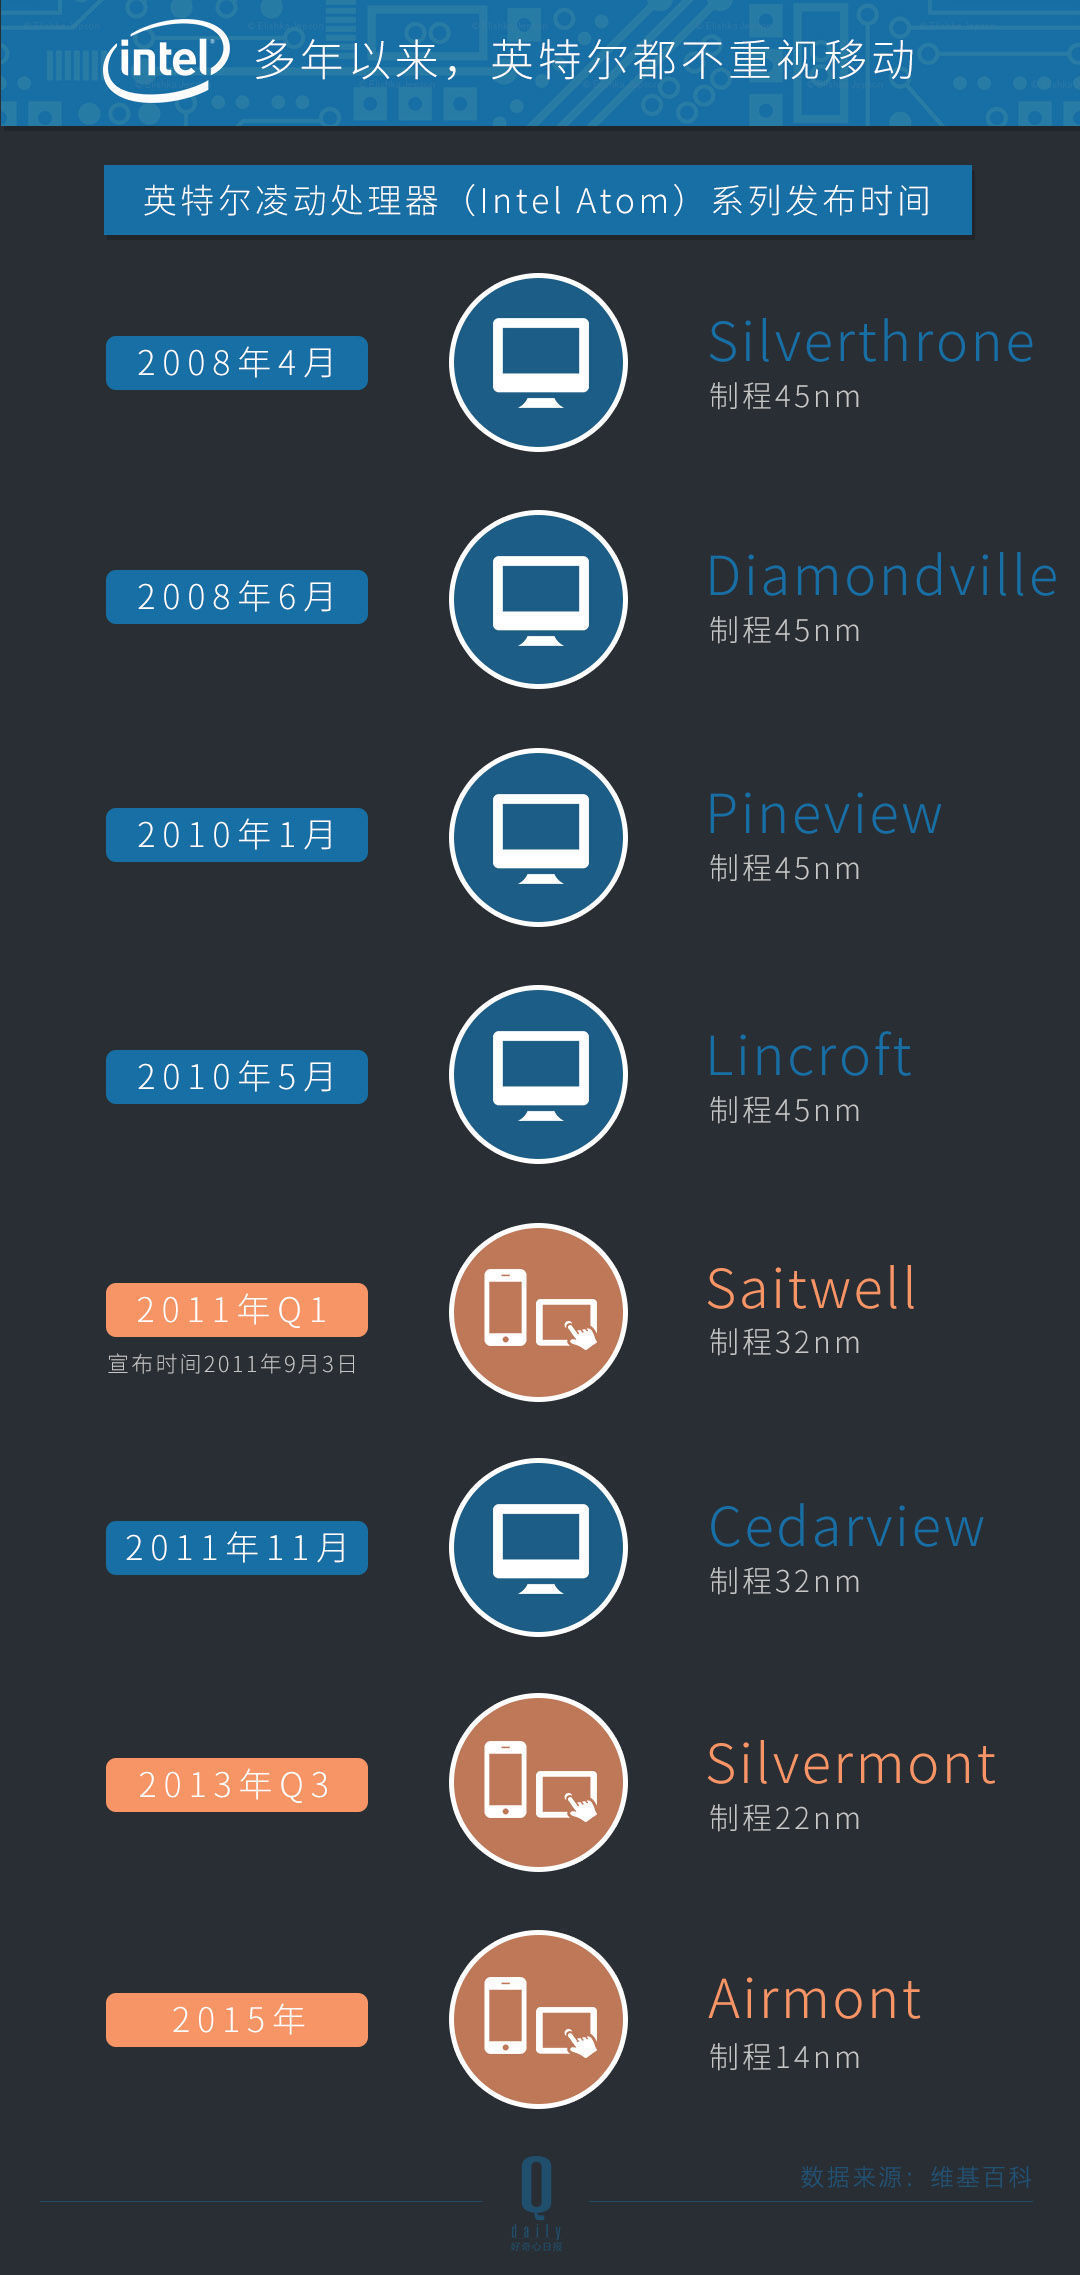 intel 多年以来，英特尔都不重视移动
英特尔凌动处理器（Intel Atom）系列发布时间
2008年4月
Silverthrone
制程45nm
2008年6月
Diamondville
制程45nm
2010年1月
Pineview
制程45nm
2010年5月
Lincroft
制程45nm
2011年Q1
宣布时间2011年9月3日
Saitwell
制程32nm
2011年11月
Cedarview
制程32nm
2013年Q3
Silvermont
制程22nm
2015年
Airmont
制程14nm
数据来源：维基百科
Q
daily
好奇心日报